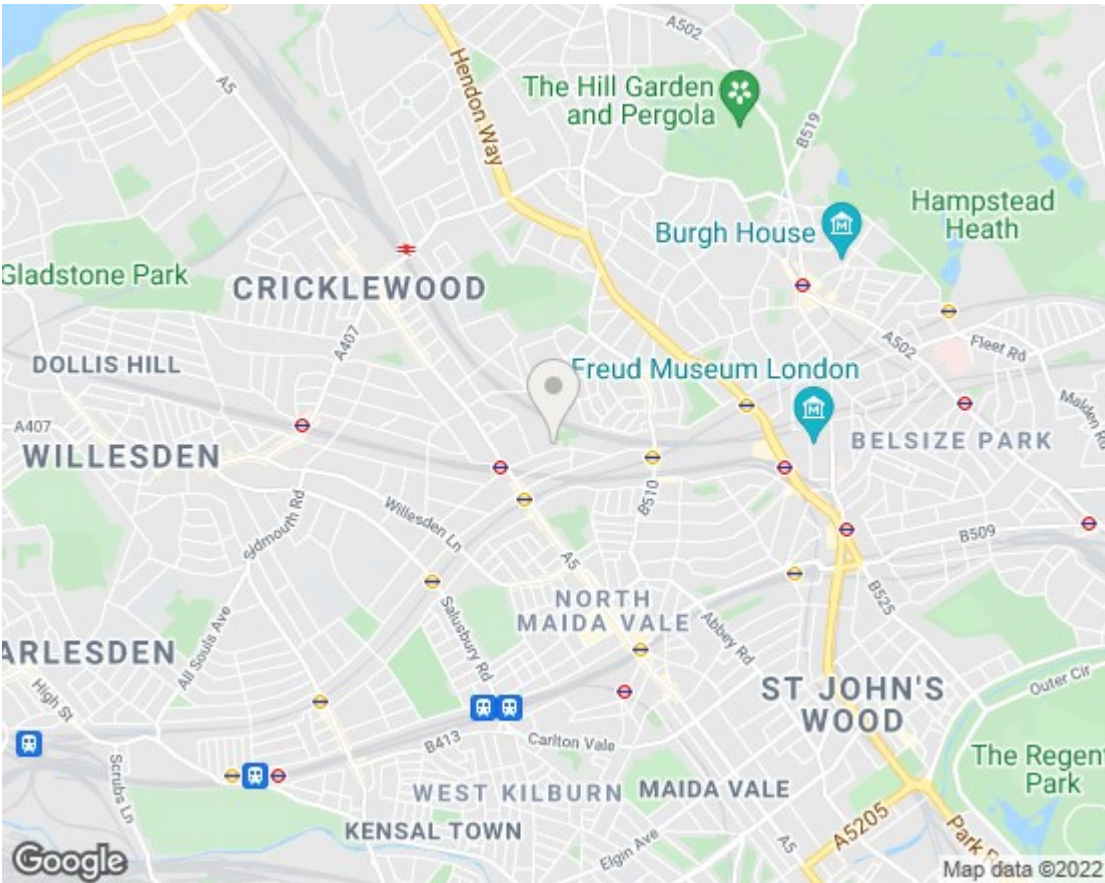 A502
A5
Hendon Way
The Hill Garden
and Pergola
B519
Hampstead
Heath
Burgh House
Gladstone Park
CRICKLEWOOD
A407
A502
Fleet Rd
DOLLIS HILL
Freud Museum London
Malden Rd
A407
WILLESDEN
BELSIZE PARK
B510
Willesden Ln
Sidmouth Rd
A5
B509
B525
NORTH
MAIDA VALE
Salusbury Rd
Abbey Rd
All Souls Ave
ARLESDEN
High St
ST JOHN'S
WOOD
Outer Cir
B413
Carlton Vale
The Regent
Park
Scrubs Ln
WEST KILBURN
MAIDA VALE
KENSAL TOWN
Elgin Ave
A5
A5205
Park R
Google
Map data ©2022